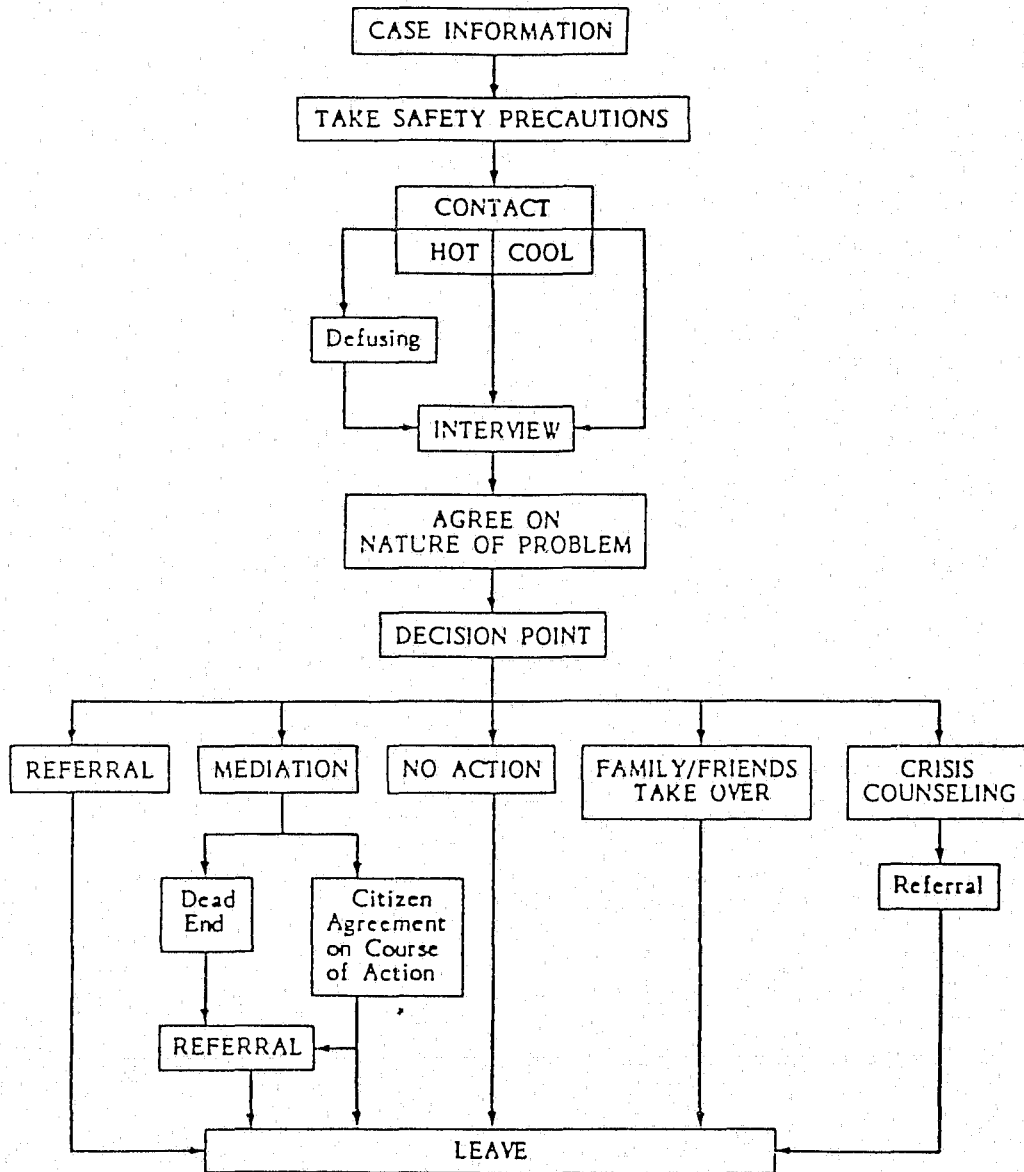 CASE INFORMATION
TAKE SAFETY PRECAUTIONS
CONTACT
HOT COOL
Defusing
INTERVIEW
AGREE ON
NATURE OF PROBLEM
DECISION POINT
REFERRAL
MEDIATION
NO ACTION
FAMILY/FRIENDS
TAKE OVER
CRISIS
COUNSELING
Dead
End
Citizen
Agreement
on Course
of Action
Referral
REFERRAL
LEAVE